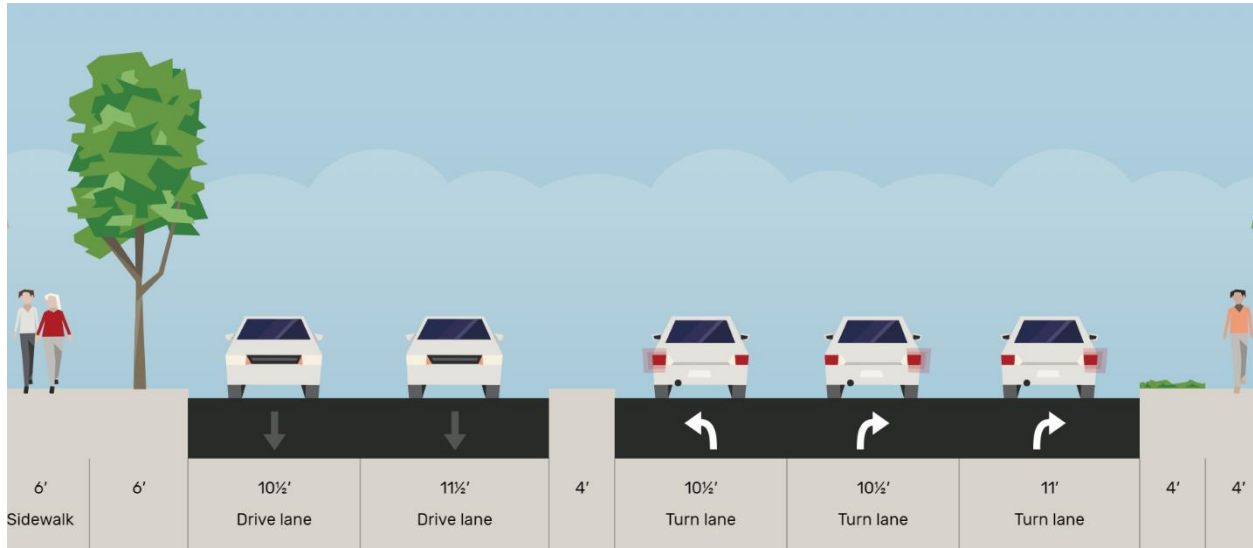 6′ 6′ 10½′ 11½′ 4′ 10½′ 10½′ 11′ 4′ 4′
Sidewalk Drive lane Drive lane Turn lane Turn lane Turn lane